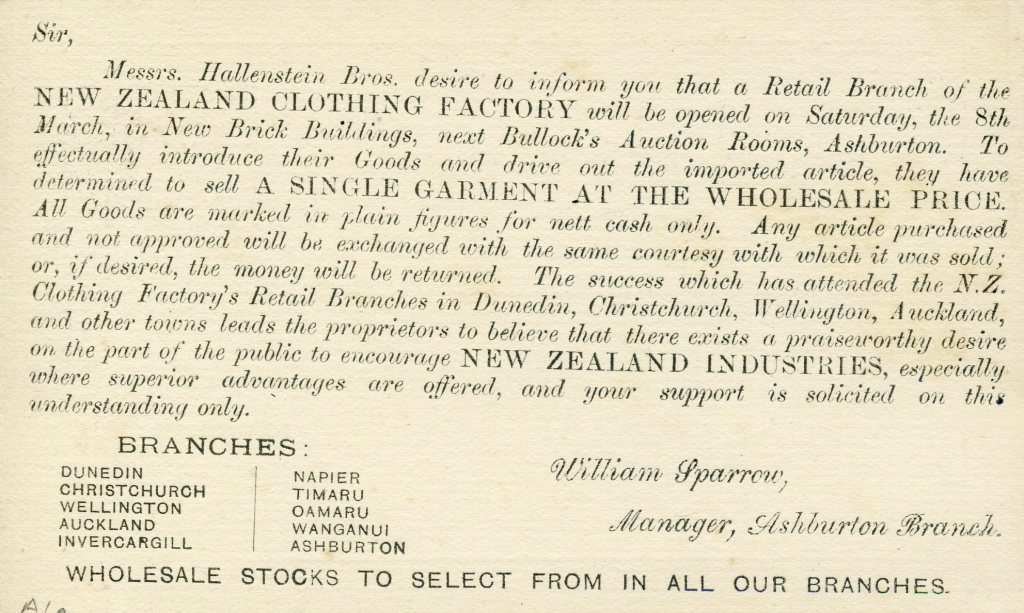 Sir,
Messrs. Hallenstein Bros. desire to inform you that a Retail Branch of the
NEW ZEALAND CLOTHING FACTORY will be opened on Saturday, the 8th
March, in New Brick Buildings, next Bullock's Auction Rooms, Ashburton. To
effectually introduce their Goods and drive out the imported article, they have
determined to sell A SINGLE GARMENT AT THE WHOLESALE PRICE.
All Goods are marked in plain figures for nett cash only. Any article purchased
and not approved will be exchanged with the same courtesy with which it was sold;
or, if desired, the money will be returned. The success which has attended the N.Z.
Clothing Factory's Retail Branches in Dunedin, Christchurch, Wellington, Auckland,
and other towns leads the proprietors to believe that there exists a praiseworthy desire
on the part of the public to encourage NEW ZEALAND INDUSTRIES, especially
where superior advantages are offered, and your support is solicited on this
understanding only.
BRANCHES:
DUNEDIN
CHRISTCHURCH
WELLINGTON
AUCKLAND
INVERCARGILL
NAPIER
TIMARU
OAMARU
WANGANUI
ASHBURTON
William Sparrow,
Manager, Ashburton Branch.
WHOLESALE STOCKS TO SELECT FROM IN ALL OUR BRANCHES.